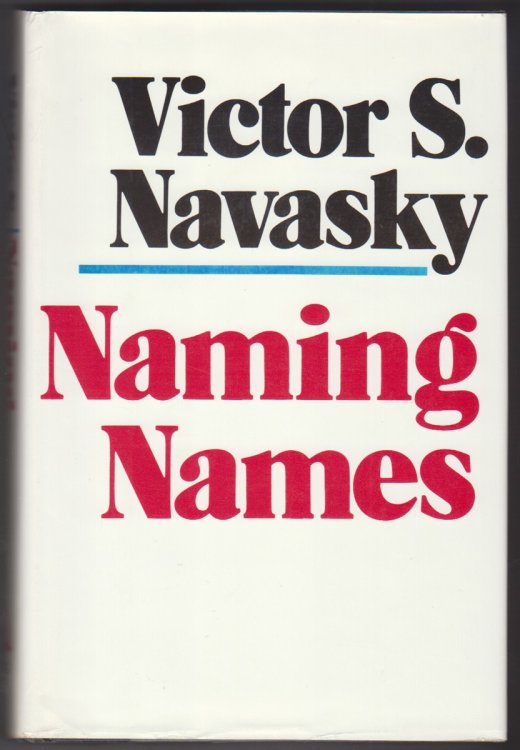 Victor S.
Navasky
Naming
Names